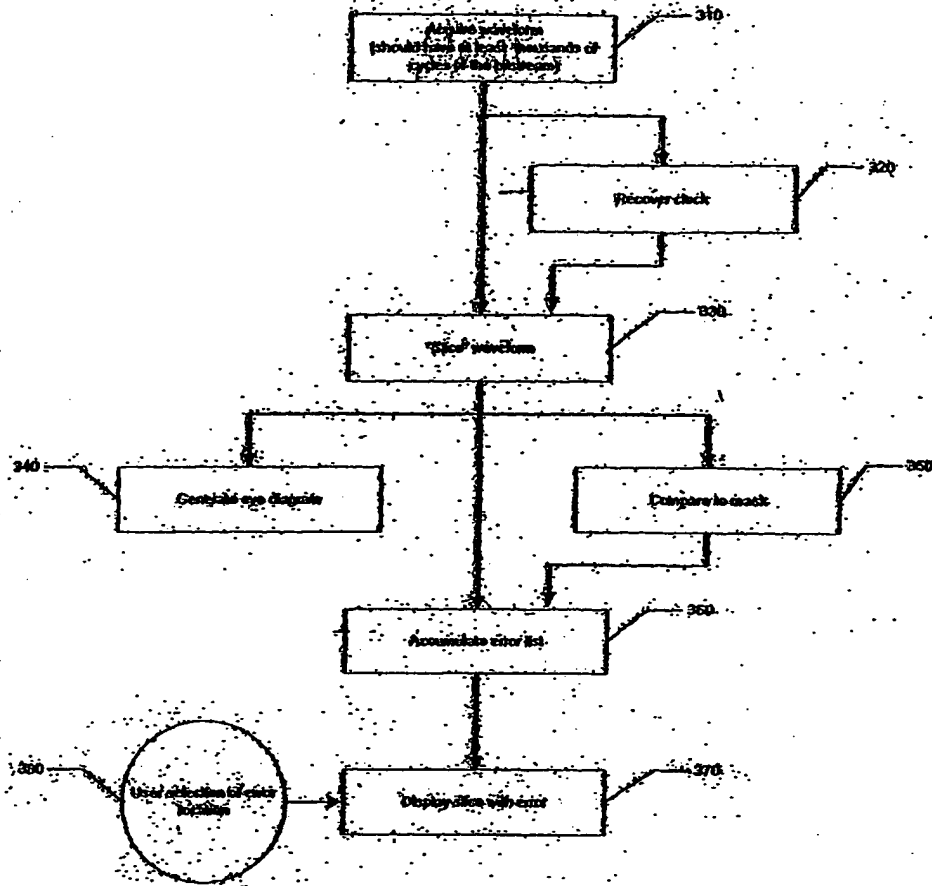 310
Acquire waveform
(should have at least thousands of
cycles of the bitstream)
320
Recover clock
330
"Slice" waveform
340
Generate eye diagram
350
Compare to mask
360
Accumulate error list
380
User selection of error
location
370
Display slice with error